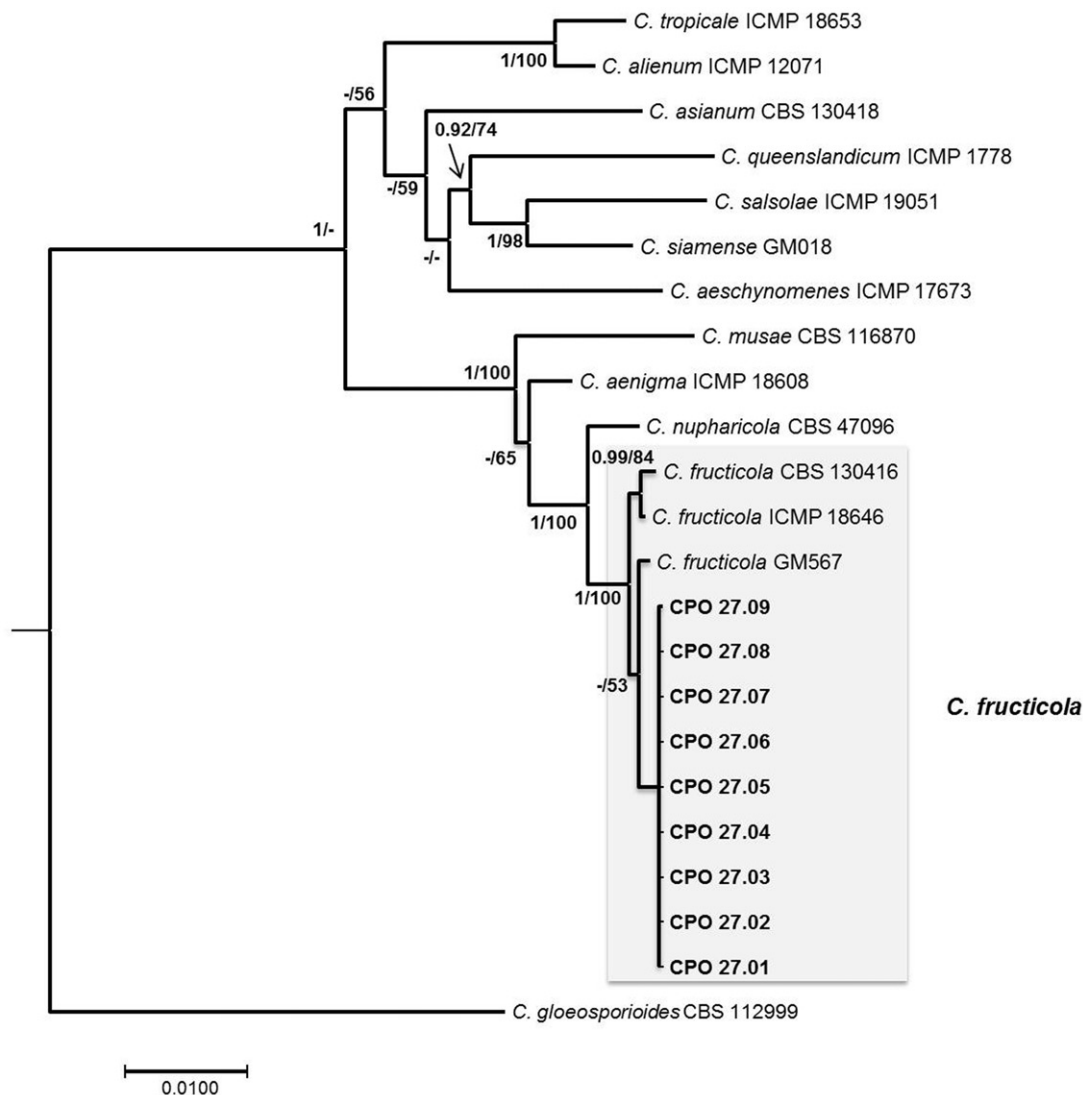 C. tropicale ICMP 18653
1/100
C. alienum ICMP 12071
-/56
C. asianum CBS 130418
0.92/74
C. queenslandicum ICMP 1778
-/59
C. salsolae ICMP 19051
1/-
1/98
C. siamense GM018
-/-
C. aeschynomenes ICMP 17673
C. musae CBS 116870
1/100
C. aenigma ICMP 18608
C. nupharicola CBS 47096
-/65
0.99/84
C. fructicola CBS 130416
1/100
C. fructicola ICMP 18646
C. fructicola GM567
1/100
CPO 27.09
CPO 27.08
-/53
CPO 27.07
C. fructicola
CPO 27.06
CPO 27.05
CPO 27.04
CPO 27.03
CPO 27.02
CPO 27.01
C. gloeosporioides CBS 112999
0.0100